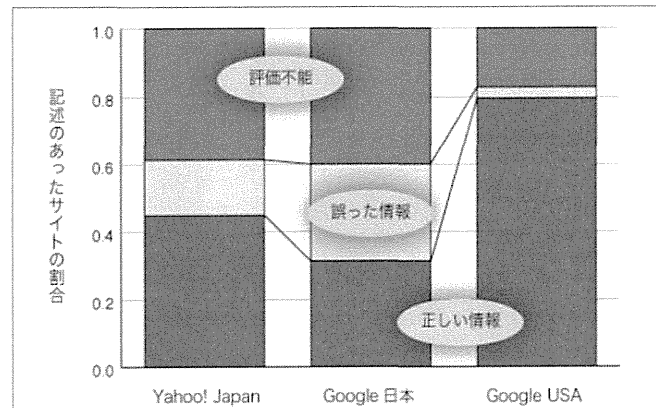 記述のあったサイトの割合
1.0
0.8
0.6
0.4
0.2
0.0
評価不能
誤った情報
正しい情報
Yahoo! Japan
Google 日本
Google USA